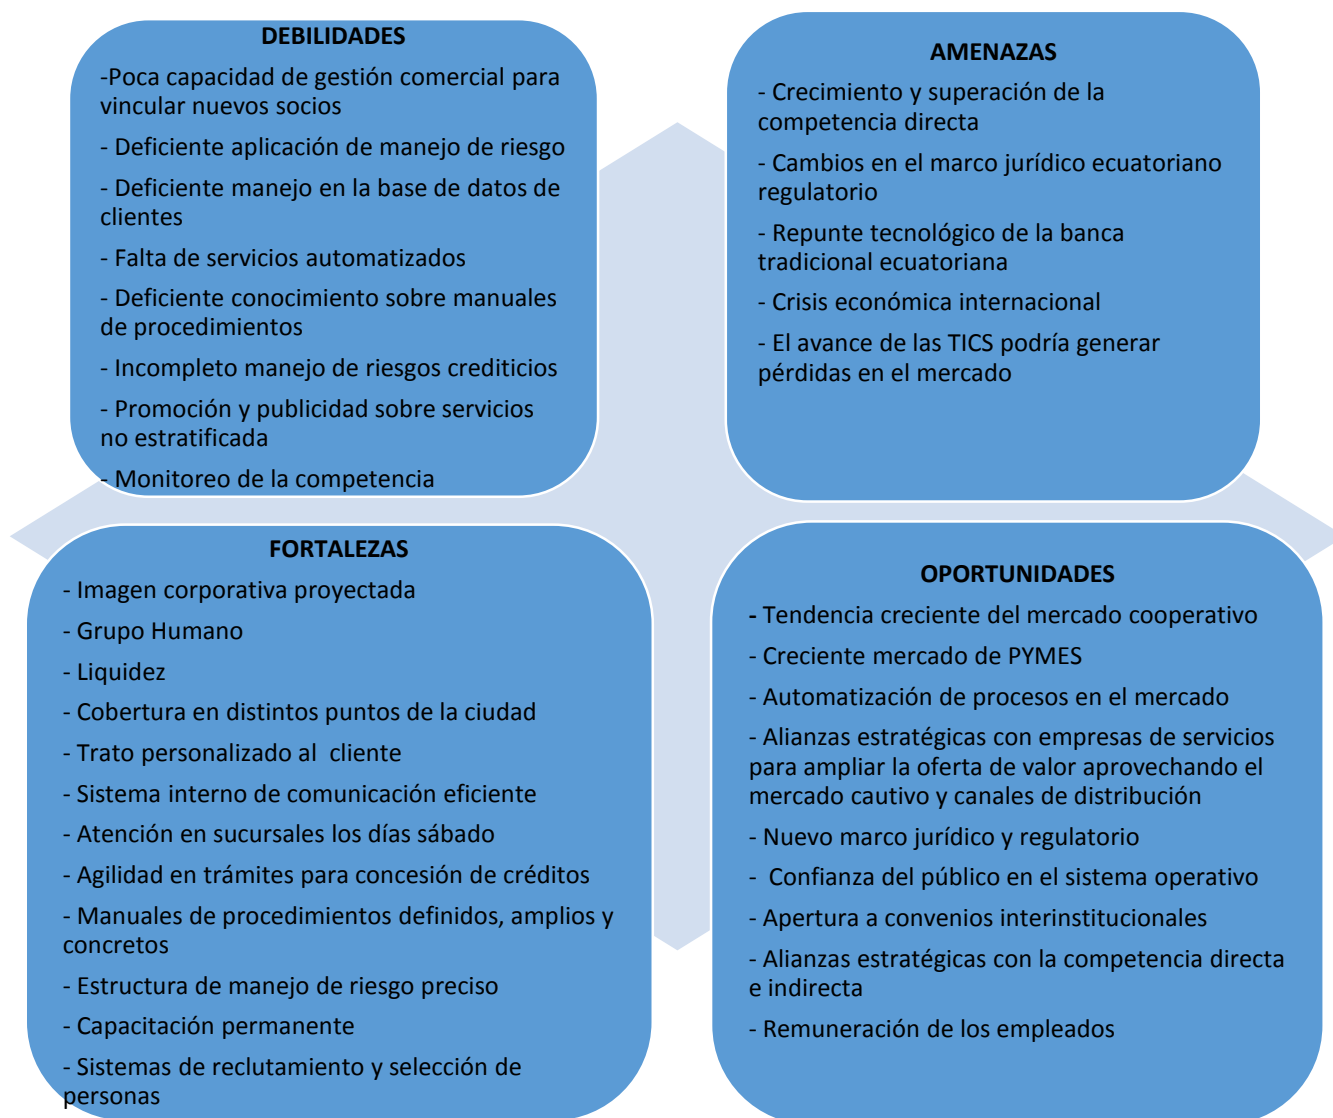 DEBILIDADES
-Poca capacidad de gestión comercial para
vincular nuevos socios
- Deficiente aplicación de manejo de riesgo
- Deficiente manejo en la base de datos de
clientes
- Falta de servicios automatizados
- Deficiente conocimiento sobre manuales
de procedimientos
- Incompleto manejo de riesgos crediticios
- Promoción y publicidad sobre servicios
no estratificada
- Monitoreo de la competencia
AMENAZAS
- Crecimiento y superación de la
competencia directa
- Cambios en el marco jurídico ecuatoriano
regulatorio
- Repunte tecnológico de la banca
tradicional ecuatoriana
- Crisis económica internacional
- El avance de las TICS podría generar
pérdidas en el mercado
FORTALEZAS
- Imagen corporativa proyectada
- Grupo Humano
- Liquidez
- Cobertura en distintos puntos de la ciudad
- Trato personalizado al cliente
- Sistema interno de comunicación eficiente
- Atención en sucursales los días sábado
- Agilidad en trámites para concesión de créditos
- Manuales de procedimientos definidos, amplios y
concretos
- Estructura de manejo de riesgo preciso
- Capacitación permanente
- Sistemas de reclutamiento y selección de
personas
OPORTUNIDADES
- Tendencia creciente del mercado cooperativo
- Creciente mercado de PYMES
- Automatización de procesos en el mercado
- Alianzas estratégicas con empresas de servicios
para ampliar la oferta de valor aprovechando el
mercado cautivo y canales de distribución
- Nuevo marco jurídico y regulatorio
- Confianza del público en el sistema operativo
- Apertura a convenios interinstitucionales
- Alianzas estratégicas con la competencia directa
e indirecta
- Remuneración de los empleados